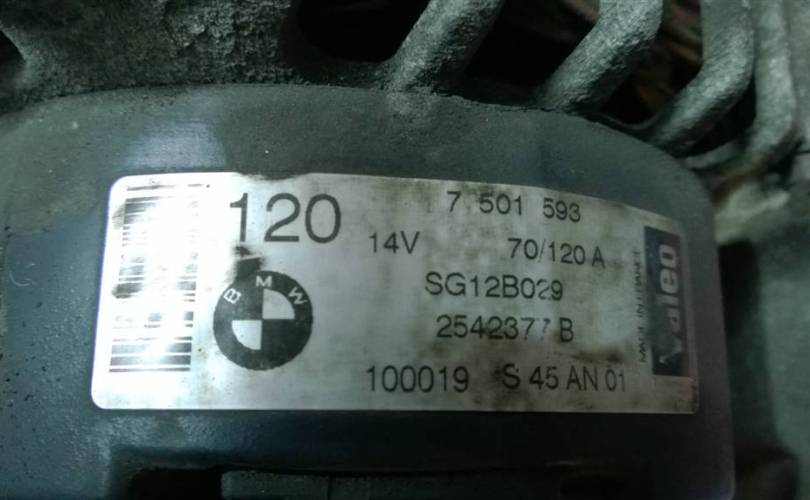 120
7 501 593
14V 70/120 A
BMW
SG12B029
2542377 B
100019 S 45 AN 01
MADE IN FRANCE
Valeo